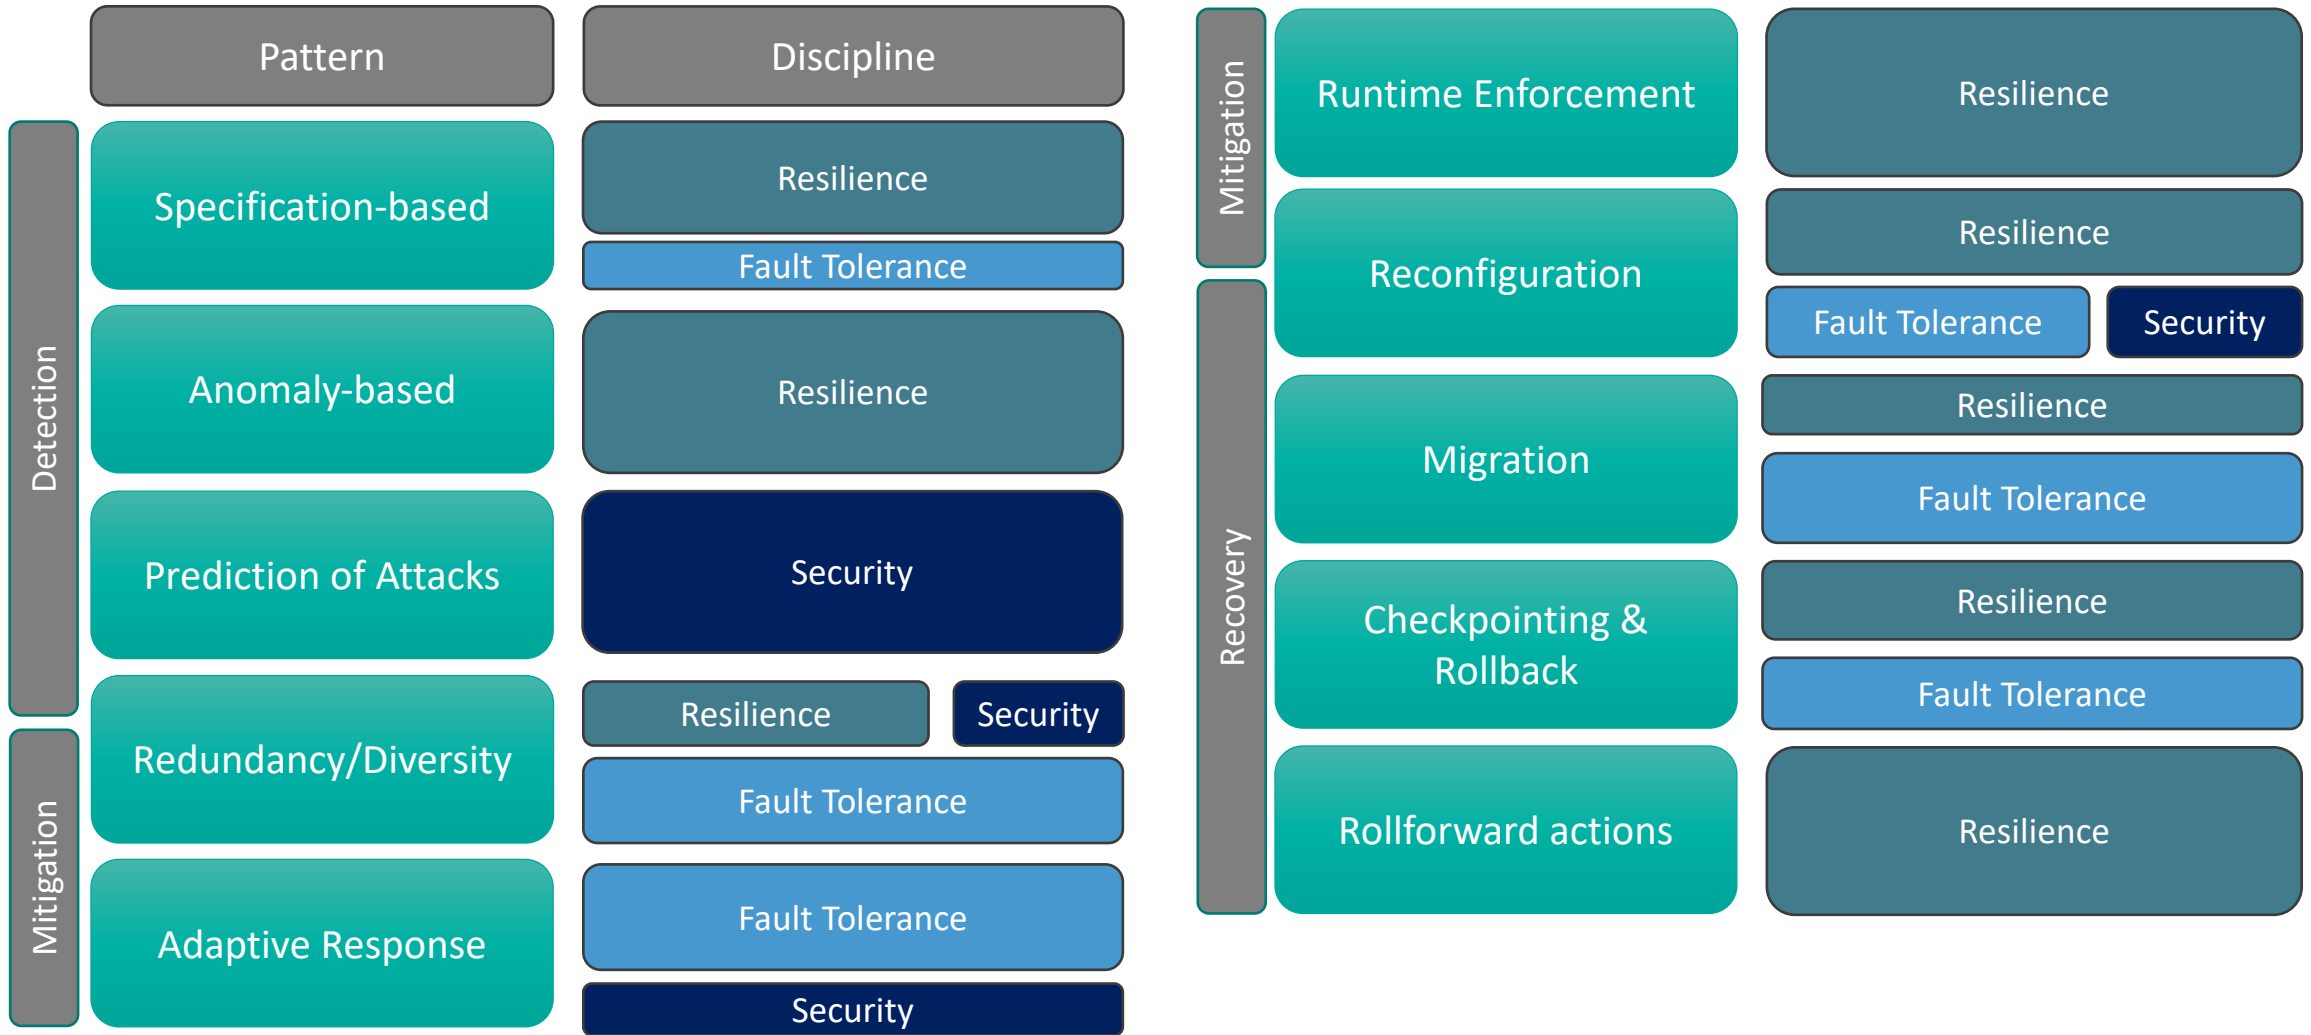 Pattern
Discipline
Detection
Specification-based
Resilience
Fault Tolerance
Anomaly-based
Resilience
Prediction of Attacks
Security
Redundancy/Diversity
Resilience
Security
Fault Tolerance
Mitigation
Adaptive Response
Fault Tolerance
Security
Mitigation
Runtime Enforcement
Resilience
Reconfiguration
Resilience
Fault Tolerance
Security
Recovery
Migration
Resilience
Fault Tolerance
Checkpointing &
Rollback
Resilience
Fault Tolerance
Rollforward actions
Resilience